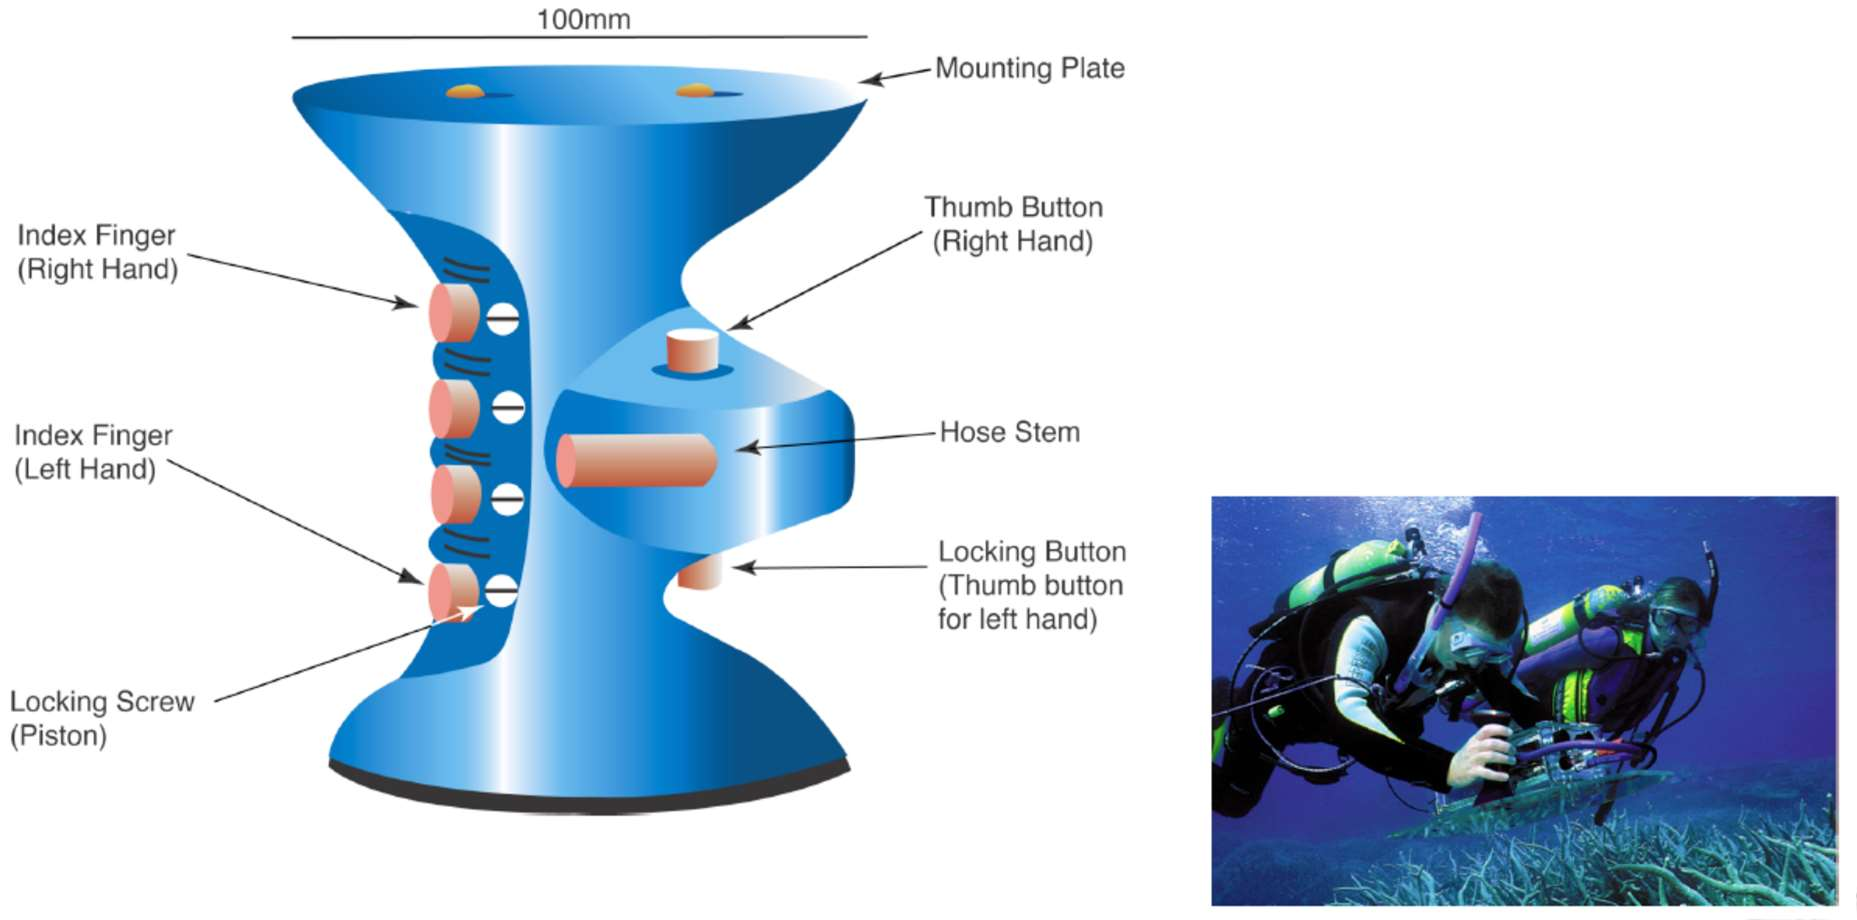 100mm
Mounting Plate
Thumb Button
(Right Hand)
Index Finger
(Right Hand)
Hose Stem
Index Finger
(Left Hand)
Locking Button
(Thumb button
for left hand)
Locking Screw
(Piston)